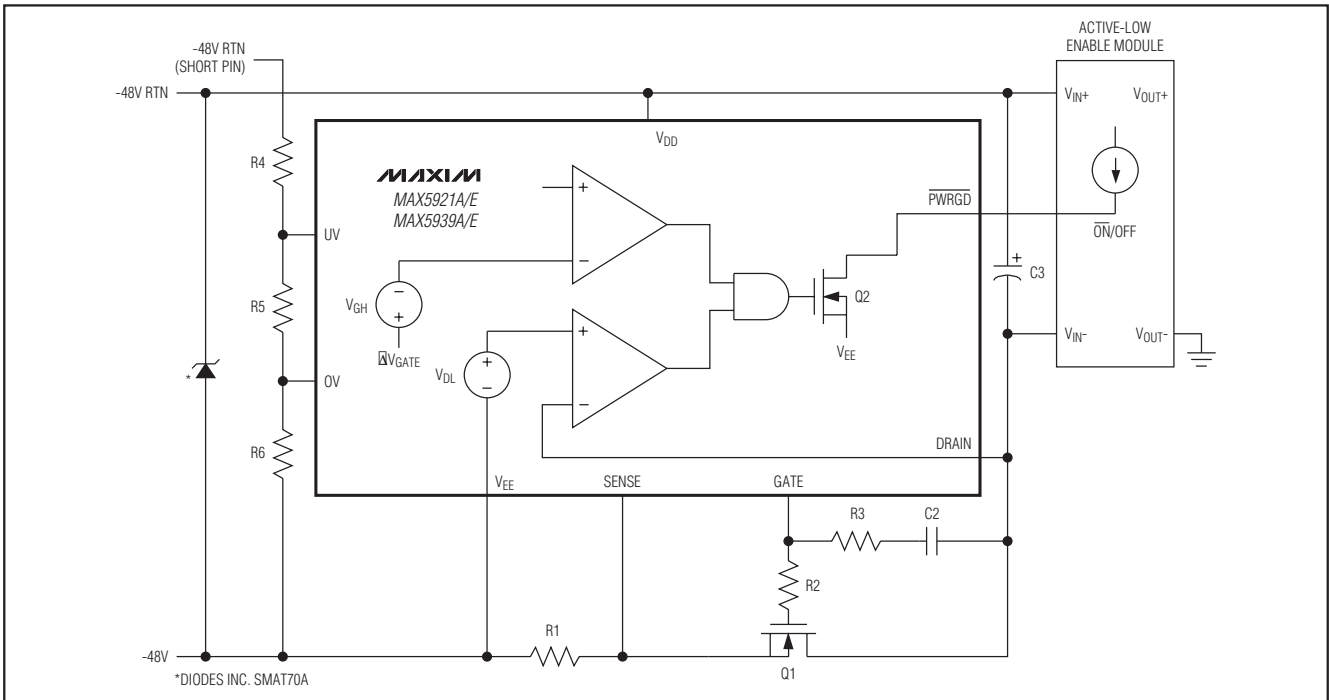 ACTIVE-LOW
ENABLE MODULE
-48V RTN
(SHORT PIN)
-48V RTN
VIN+
VOUT+
VDD
R4
MAXIM
MAX5921A/E
MAX5939A/E
+
PWRGD
ON/OFF
UV
−
+
C3
−
VGH
+
Q2
R5
VIN-
VOUT-
VEE
+
+
VGATE
VDL
−
*
OV
−
R6
DRAIN
VEE
SENSE
GATE
R3
C2
R2
R1
-48V
Q1
*DIODES INC. SMAT70A